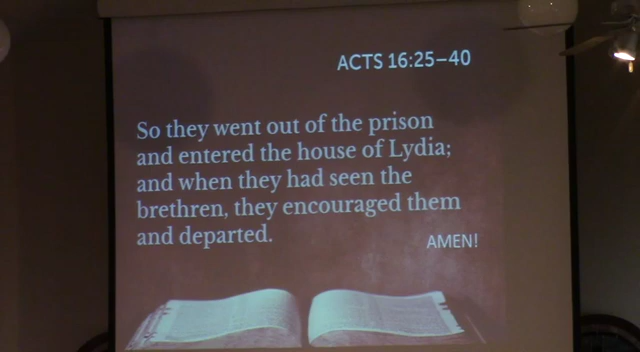 ACTS 16:25–40
So they went out of the prison
and entered the house of Lydia;
and when they had seen the
brethren, they encouraged them
and departed.
AMEN!